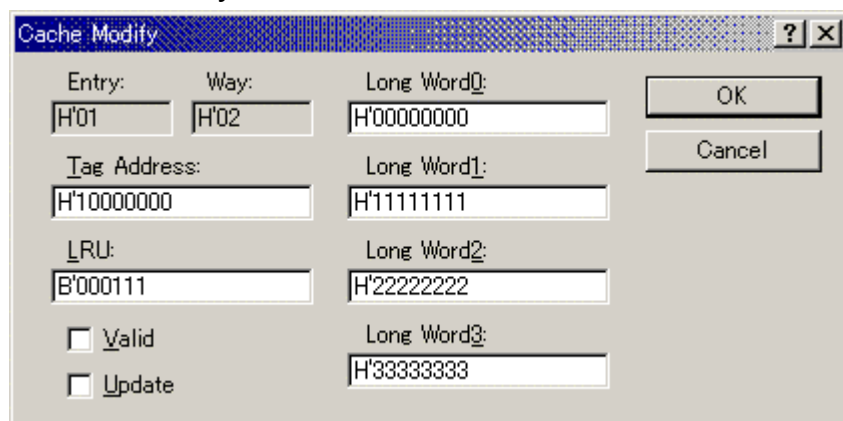 Cache Modify
Entry: Way: Long Word0:
H'01 H'02 H'00000000 OK
Tag Address: Long Word1: Cancel
H'10000000 H'11111111
LRU: Long Word2:
B'000111 H'22222222
Valid Long Word3:
Update H'33333333